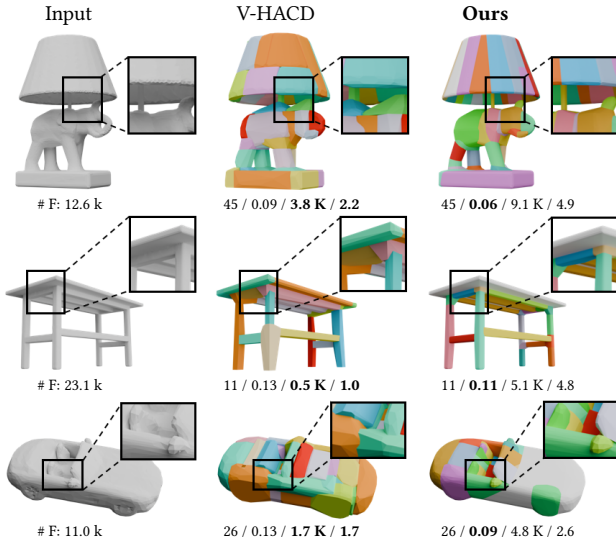 Input V-HACD Ours
# F: 12.6 k 45 / 0.09 / 3.8 K / 2.2 45 / 0.06 / 9.1 K / 4.9
# F: 23.1 k 11 / 0.13 / 0.5 K / 1.0 11 / 0.11 / 5.1 K / 4.8
# F: 11.0 k 26 / 0.13 / 1.7 K / 1.7 26 / 0.09 / 4.8 K / 2.6